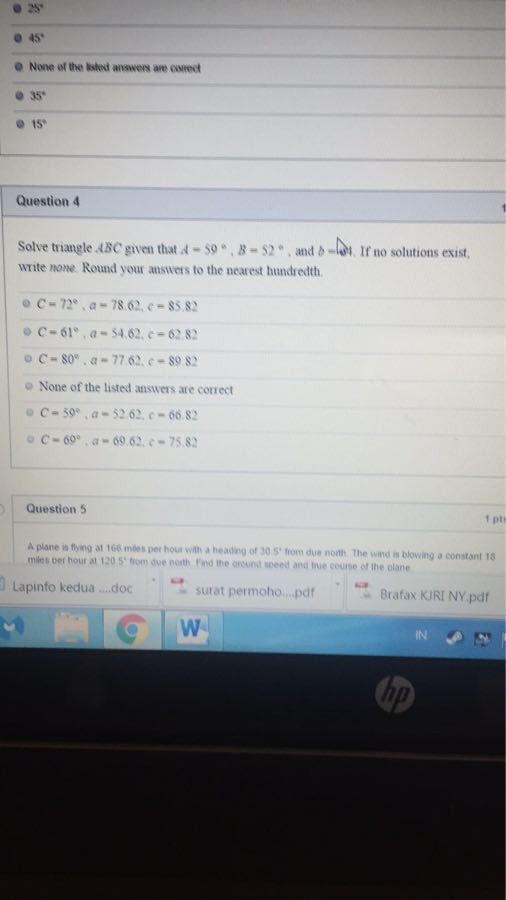 25°
45°
None of the listed answers are correct
35°
15°
Question 4
Solve triangle ABC given that A = 59 °, B = 52 °, and b = 4. If no solutions exist,
write none. Round your answers to the nearest hundredth.
C = 72°, a = 78.62, c = 85.82
C = 61°, a = 54.62, c = 62.82
C = 80°, a = 77.62, c = 89.82
None of the listed answers are correct
C = 59°, a = 52.62, c = 66.82
C = 69°, a = 69.62, c = 75.82
Question 5
1 pt
A plane is flying at 166 miles per hour with a heading of 30.5° from due north. The wind is blowing a constant 18
miles per hour at 120.5° from due north. Find the ground speed and true course of the plane
Lapinfo kedua ....doc
surat permoho....pdf
Brafax KJRI NY.pdf
W
IN
hp